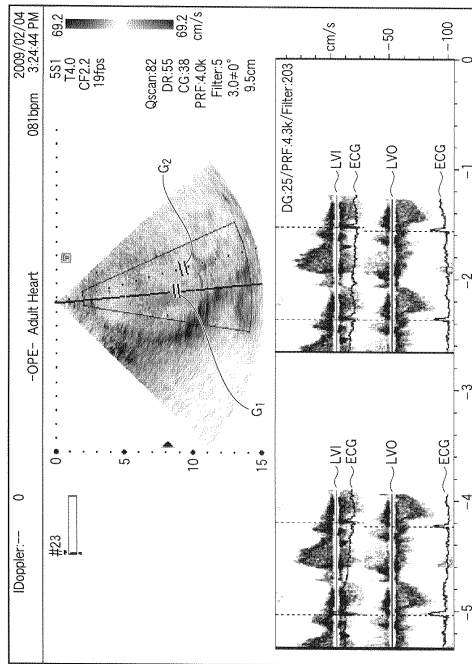 IDoppler:---   0   -OPE- Adult Heart   081bpm   2009/02/04
3:24:44 PM
#23
0
5
10
15
G1
G2
69.2
69.2
cm/s
5S1
T4.0
CF2.2
19fps
Qscan:82
DR:55
CG:38
PRF:4.0k
Filter:5
3.0≠0°
9.5cm
DG:25/PRF:4.3k/Filter:203
cm/s
-50
-100
LVI
ECG
LVO
ECG
LVI
ECG
LVO
ECG
-5
-4
-3
-2
-1